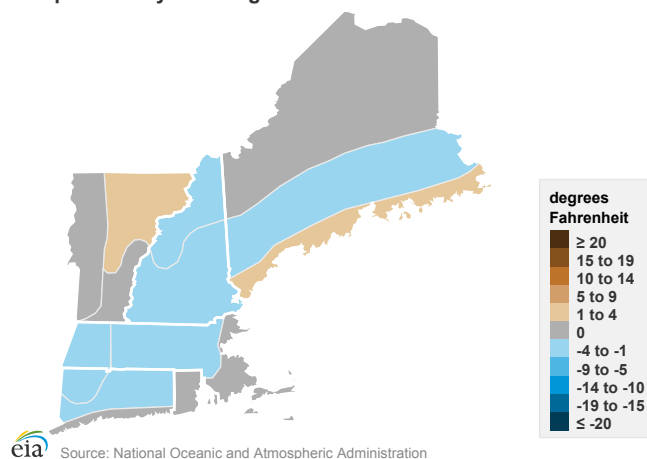 degrees
Fahrenheit
≥ 20
15 to 19
10 to 14
5 to 9
1 to 4
0
-4 to -1
-9 to -5
-14 to -10
-19 to -15
≤ -20
eia Source: National Oceanic and Atmospheric Administration